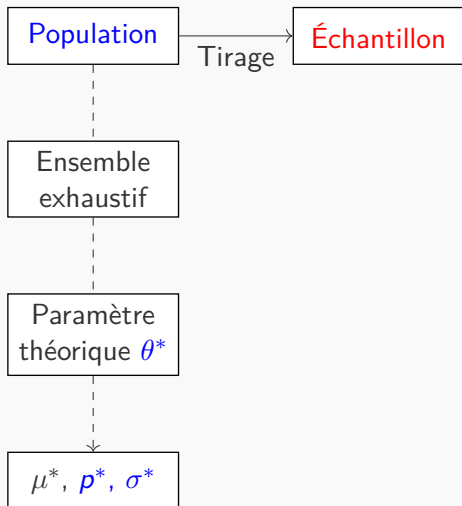 Population
Échantillon
Tirage
Ensemble
exhaustif
Paramètre
théorique θ*
μ*, p*, σ*